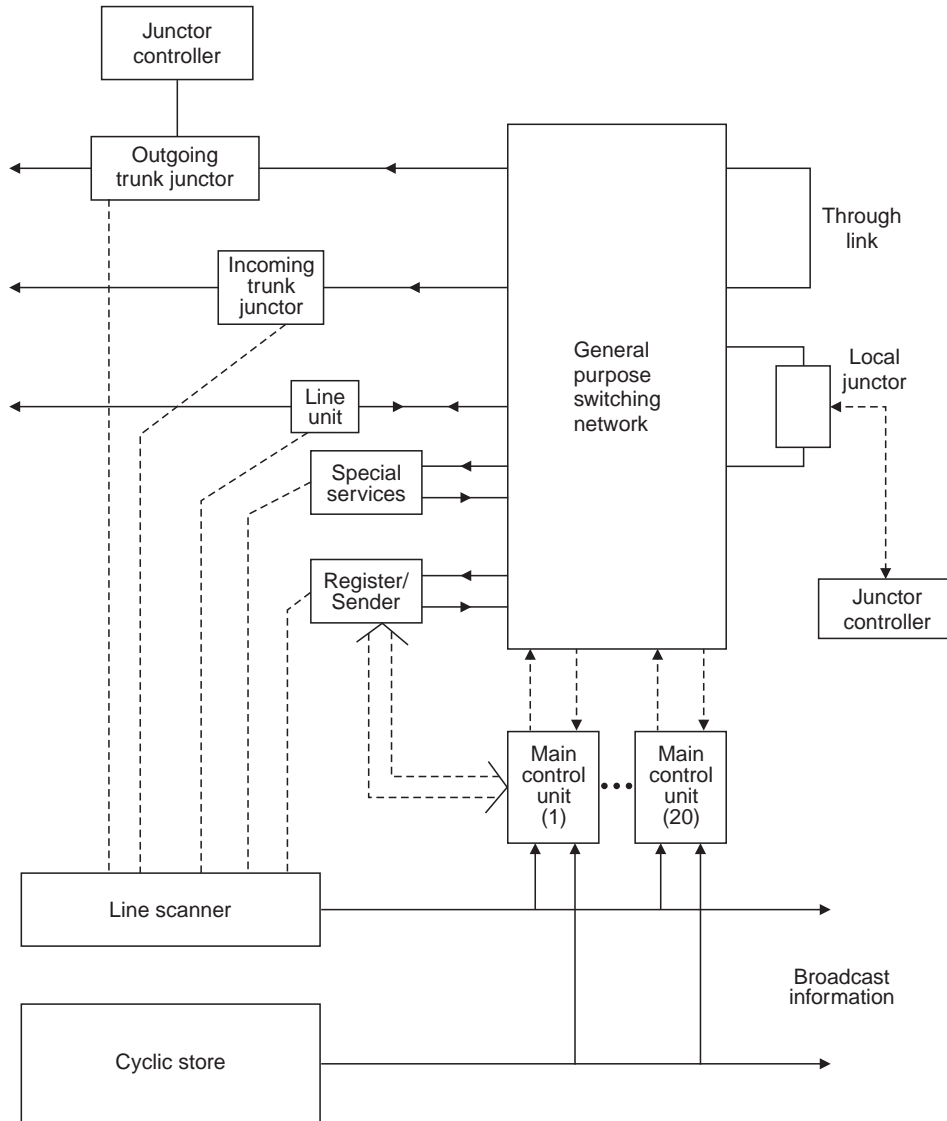 Junctor
controller
Outgoing
trunk junctor
Through
link
Incoming
trunk
junctor
General
purpose
switching
network
Local
junctor
Line
unit
Special
services
Register/
Sender
Junctor
controller
Main
control
unit
(1)
Main
control
unit
(20)
Line scanner
Broadcast
information
Cyclic store